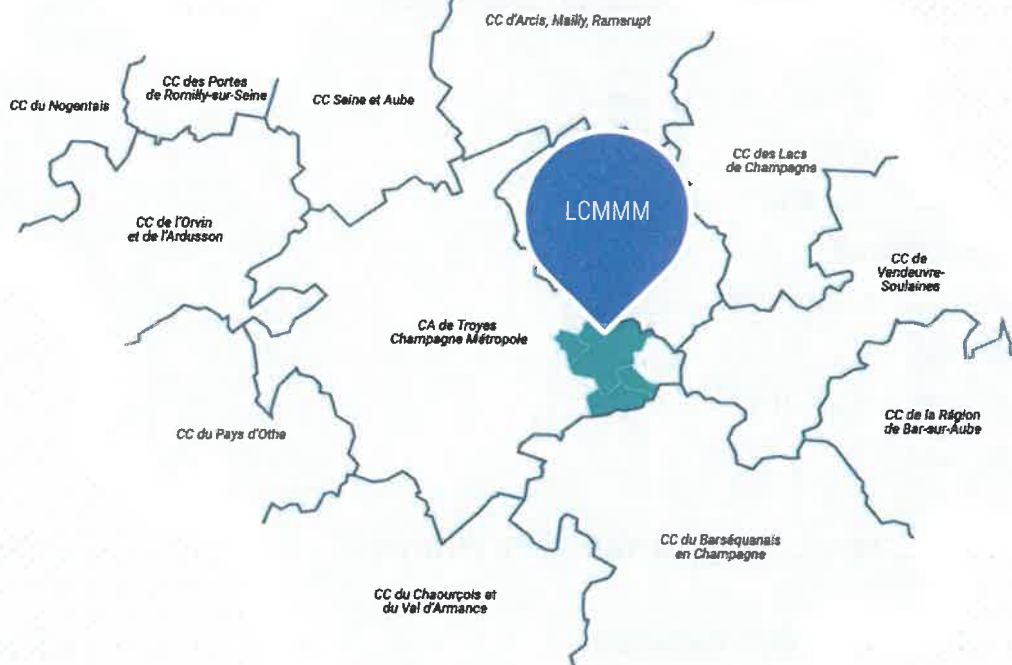 CC d'Arcis, Mailly, Ramerupt
CC des Portes
de Romilly-sur-Seine
CC du Nogentais
CC Seine et Aube
CC des Lacs
de Champagne
LCMMM
CC de l'Orvin
et de l'Ardusson
CC de
Vendeuvre-
Soulaines
CA de Troyes
Champagne Métropole
CC de la Région
de Bar-sur-Aube
CC du Pays d'Othe
CC du Barséquanais
en Champagne
CC du Chaourçois et
du Val d'Armance